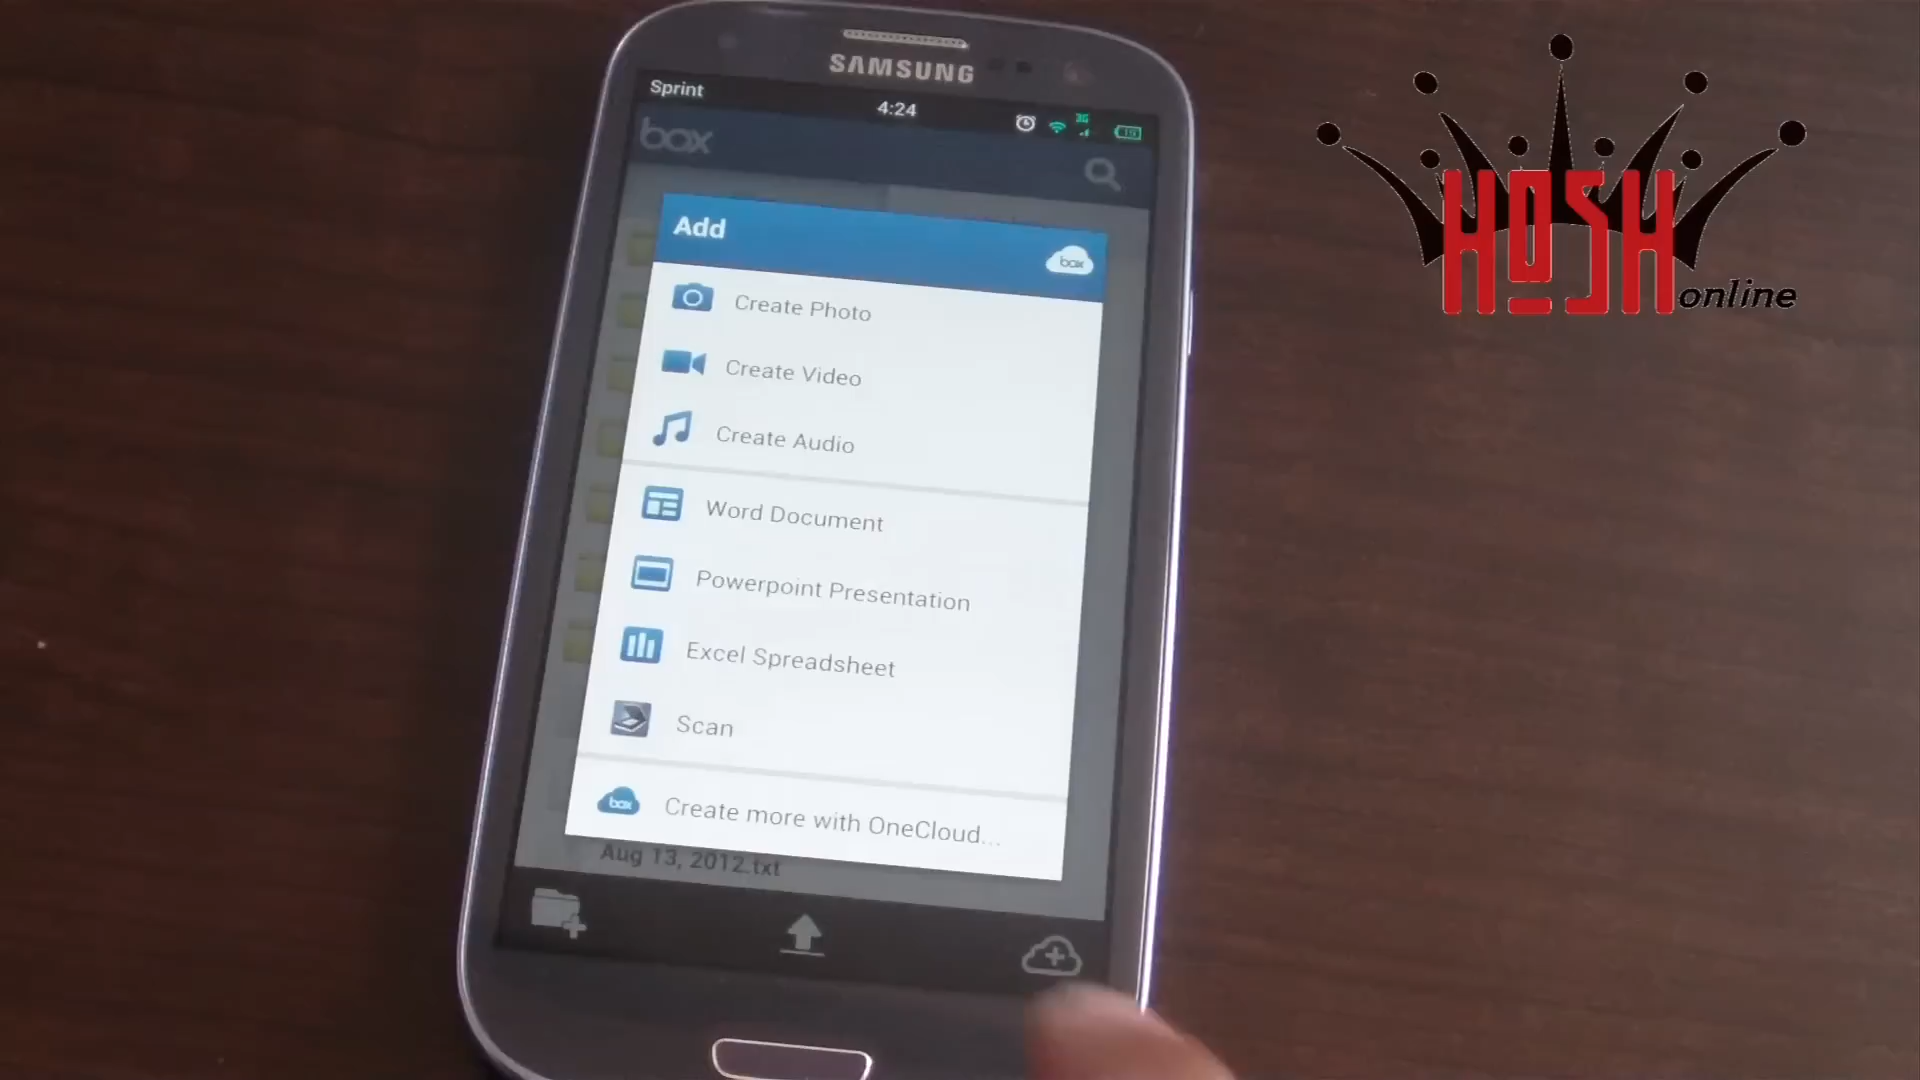 SAMSUNG
Sprint
4:24
3G
box
Add
box
Create Photo
Create Video
Create Audio
Word Document
Powerpoint Presentation
Excel Spreadsheet
Scan
box
Create more with OneCloud...
Aug 13, 2012.txt
HOSH
online